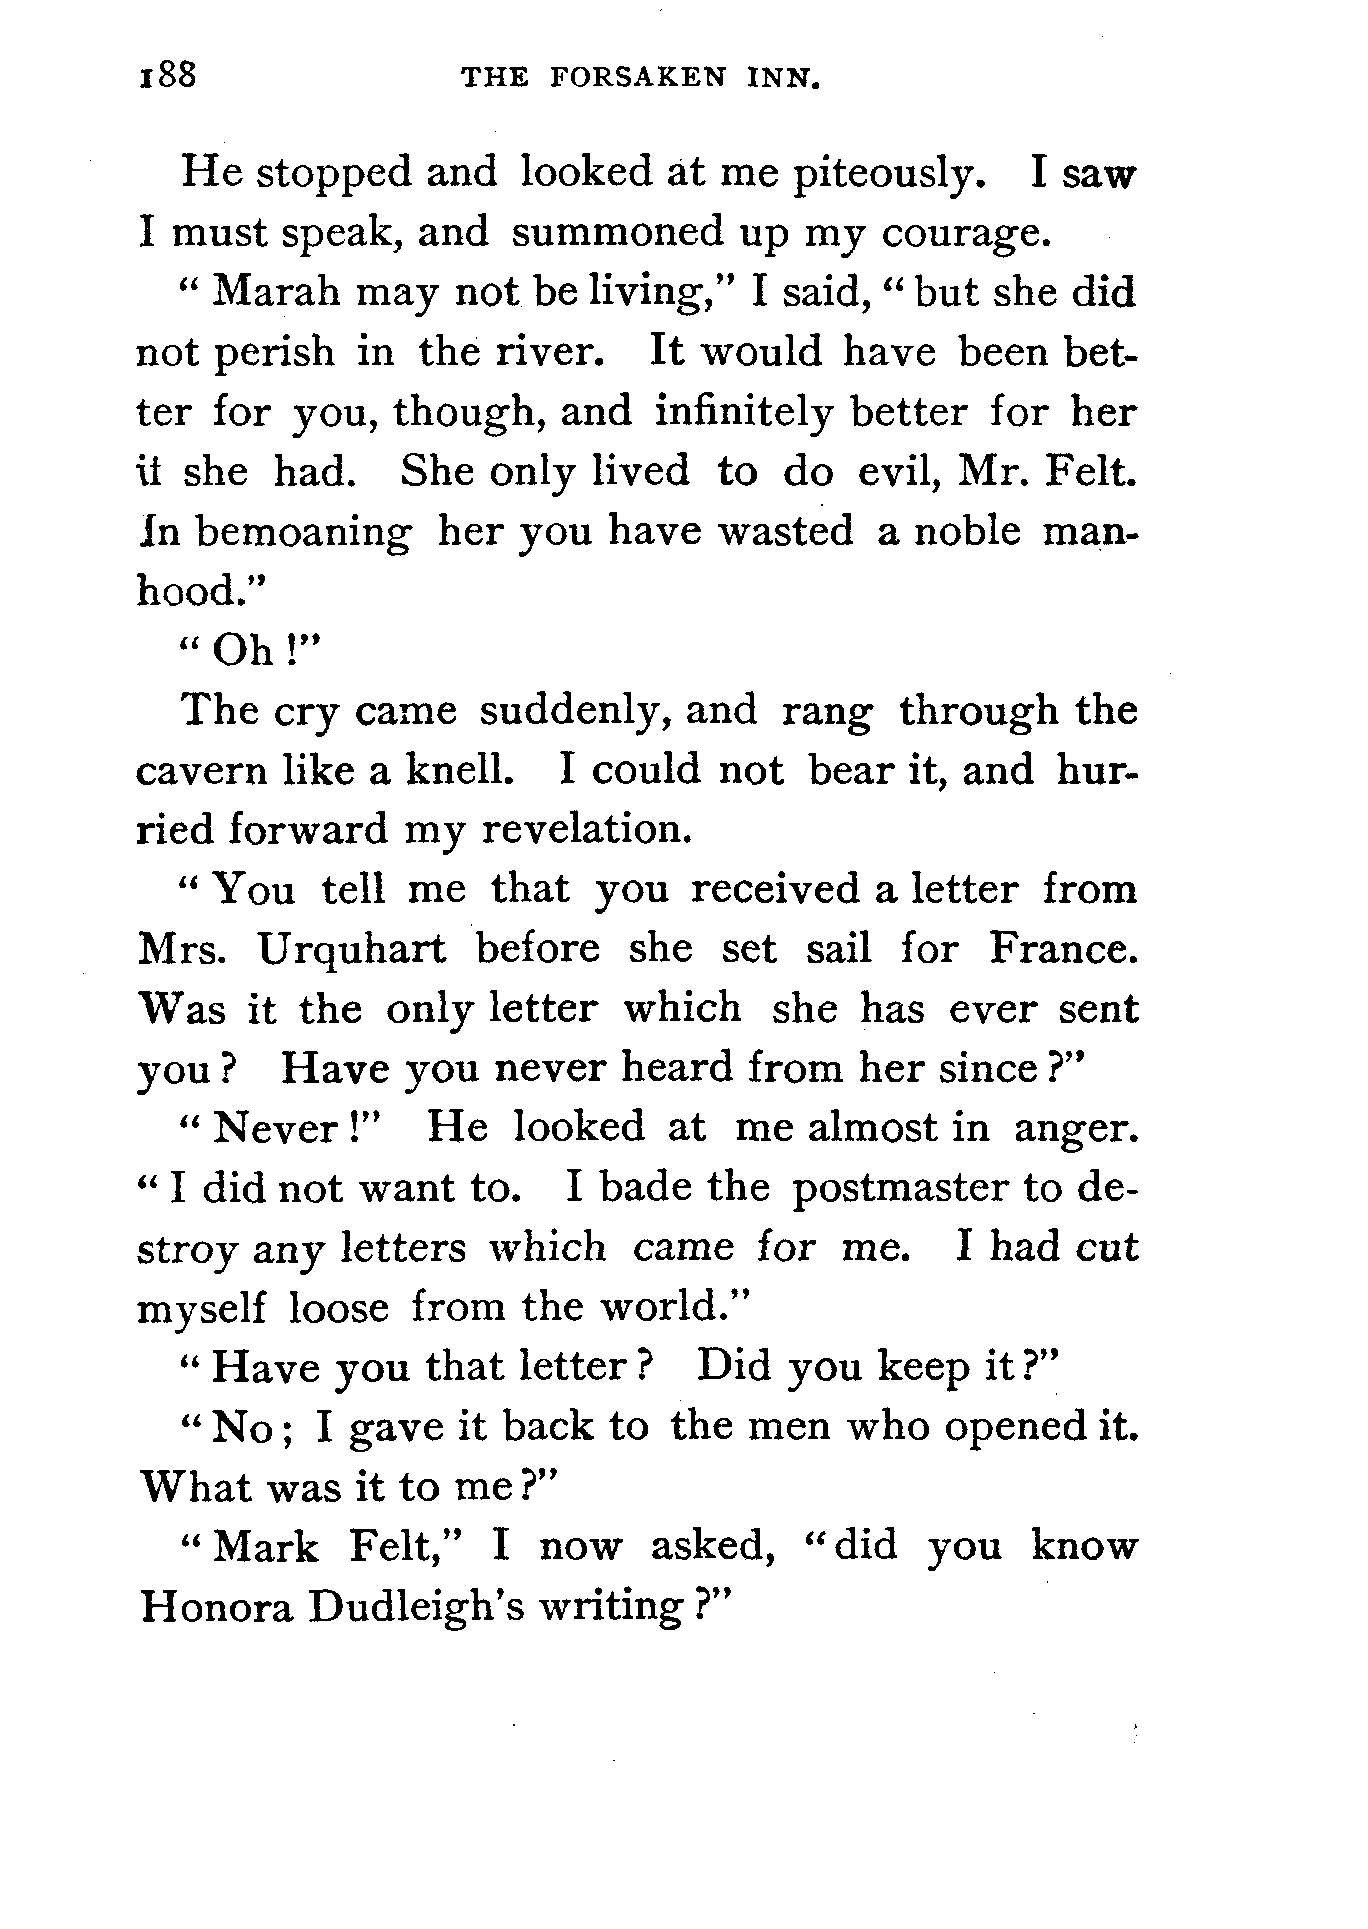 188 THE FORSAKEN INN.
He stopped and looked at me piteously. I saw
I must speak, and summoned up my courage.
" Marah may not be living," I said, " but she did
not perish in the river. It would have been bet-
ter for you, though, and infinitely better for her
if she had. She only lived to do evil, Mr. Felt.
In bemoaning her you have wasted a noble man-
hood."
" Oh !"
The cry came suddenly, and rang through the
cavern like a knell. I could not bear it, and hur-
ried forward my revelation.
" You tell me that you received a letter from
Mrs. Urquhart before she set sail for France.
Was it the only letter which she has ever sent
you ? Have you never heard from her since ?"
" Never !" He looked at me almost in anger.
" I did not want to. I bade the postmaster to de-
stroy any letters which came for me. I had cut
myself loose from the world."
" Have you that letter ? Did you keep it ?"
" No ; I gave it back to the men who opened it.
What was it to me ?"
" Mark Felt," I now asked, " did you know
Honora Dudleigh's writing ?"